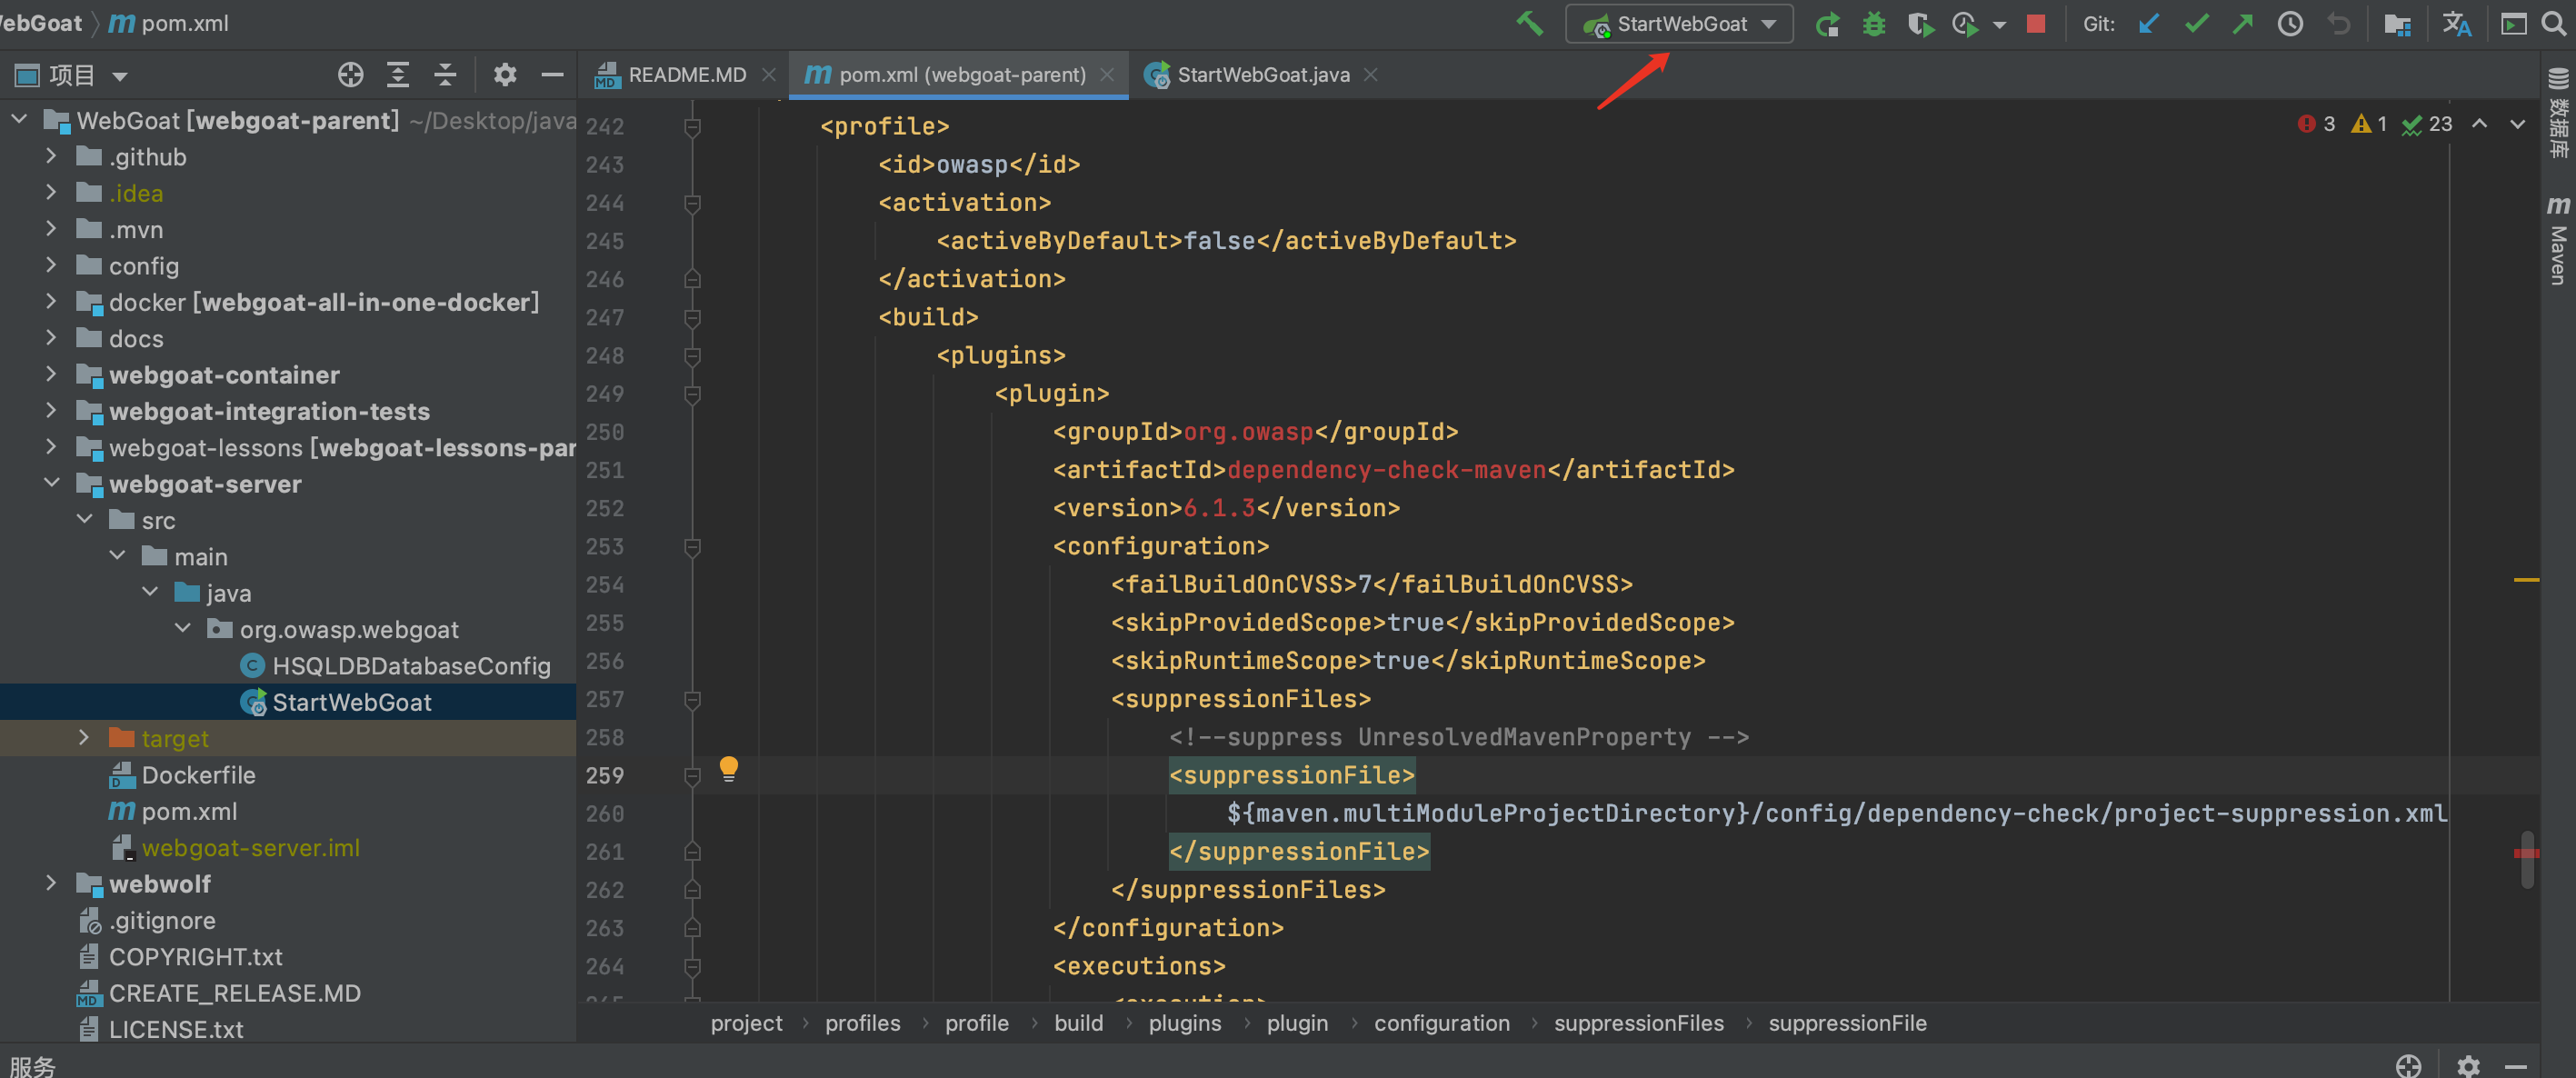 ebGoat pom.xml
StartWebGoat
Git:
项目
README.MD
pom.xml (webgoat-parent)
StartWebGoat.java
WebGoat [webgoat-parent] ~/Desktop/java
.github
.idea
.mvn
config
docker [webgoat-all-in-one-docker]
docs
webgoat-container
webgoat-integration-tests
webgoat-lessons [webgoat-lessons-par
webgoat-server
src
main
java
org.owasp.webgoat
HSQLDBDatabaseConfig
StartWebGoat
target
Dockerfile
pom.xml
webgoat-server.iml
webwolf
.gitignore
COPYRIGHT.txt
CREATE_RELEASE.MD
LICENSE.txt
3 1 23
242 <profile>
243 <id>owasp</id>
244 <activation>
245 <activeByDefault>false</activeByDefault>
246 </activation>
247 <build>
248 <plugins>
249 <plugin>
250 <groupId>org.owasp</groupId>
251 <artifactId>dependency-check-maven</artifactId>
252 <version>6.1.3</version>
253 <configuration>
254 <failBuildOnCVSS>7</failBuildOnCVSS>
255 <skipProvidedScope>true</skipProvidedScope>
256 <skipRuntimeScope>true</skipRuntimeScope>
257 <suppressionFiles>
258 <!--suppress UnresolvedMavenProperty -->
259 <suppressionFile>
260 ${maven.multiModuleProjectDirectory}/config/dependency-check/project-suppression.xml
261 </suppressionFile>
262 </suppressionFiles>
263 </configuration>
264 <executions>
265 <execution>
project › profiles › profile › build › plugins › plugin › configuration › suppressionFiles › suppressionFile
数据库
Maven
服务